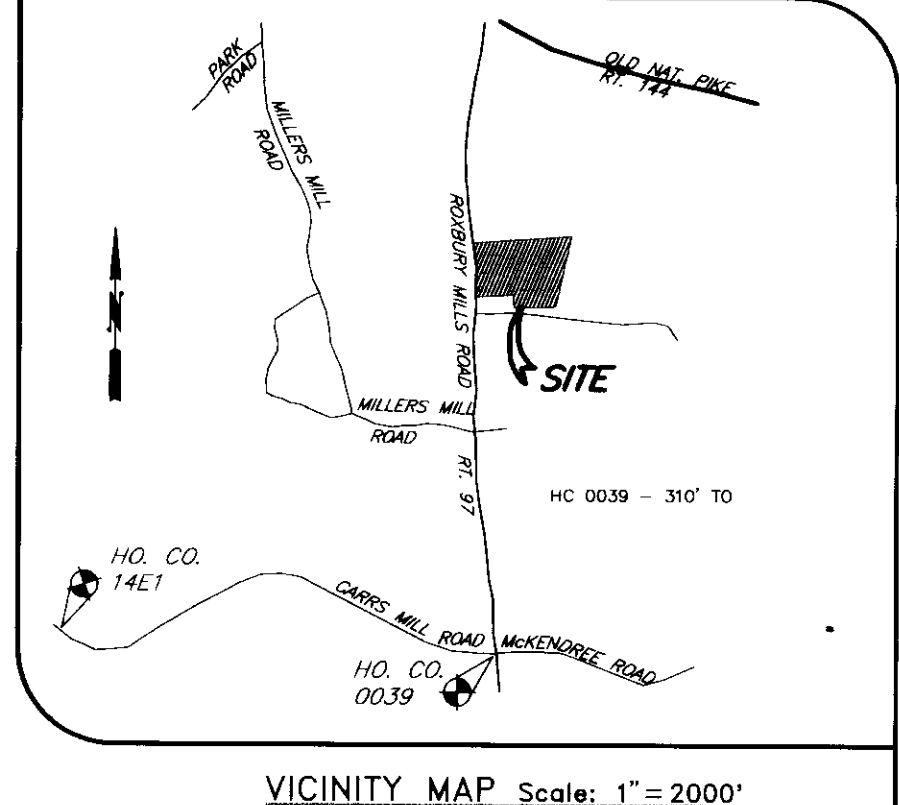 PARK
ROAD
MILLERS MILL
ROAD
OLD NAT. PIKE
RT. 144
ROXBURY MILLS ROAD
N
SITE
MILLERS MILL
ROAD
RT. 97
HC 0039 - 310' TO
HO. CO.
14E1
CARRS MILL ROAD
McKENDREE ROAD
HO. CO.
0039
VICINITY MAP Scale: 1" = 2000'